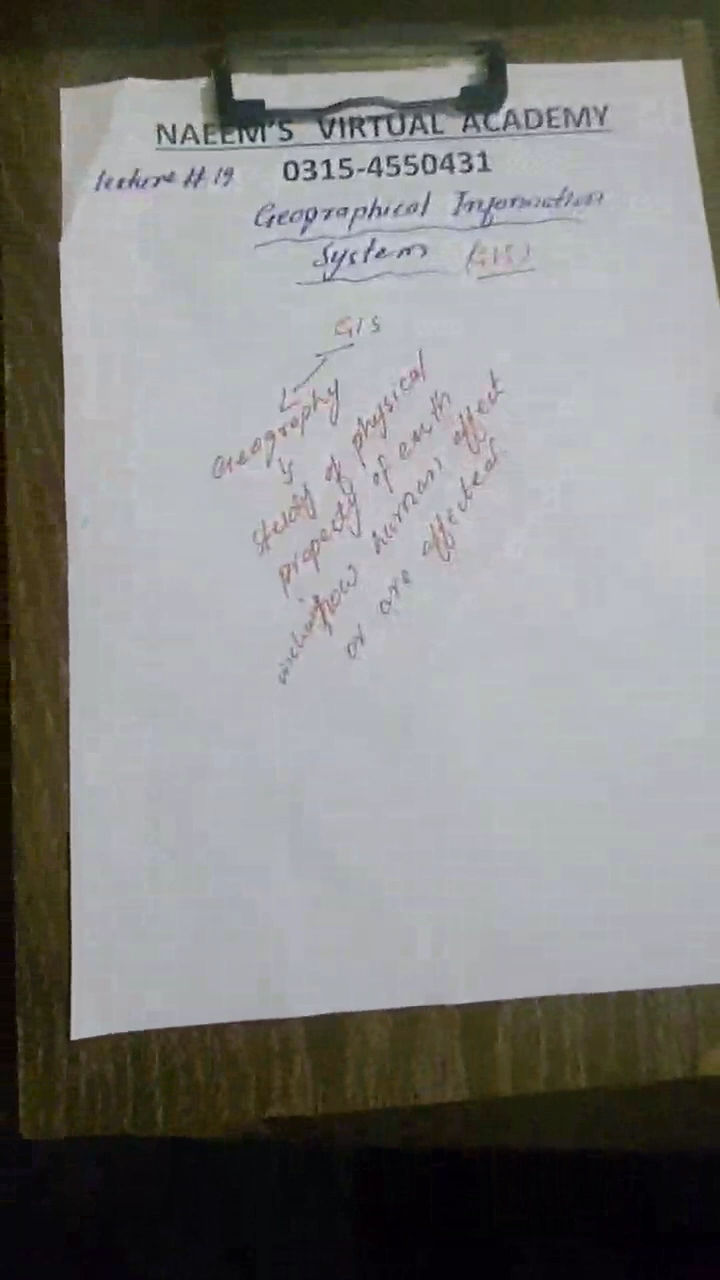 NAEEM'S VIRTUAL ACADEMY
lecture # 19 0315-4550431
Geographical Information
System (GIS)
GIS
Geography
is
study of physical
property of earth
how humans affect
or are affected